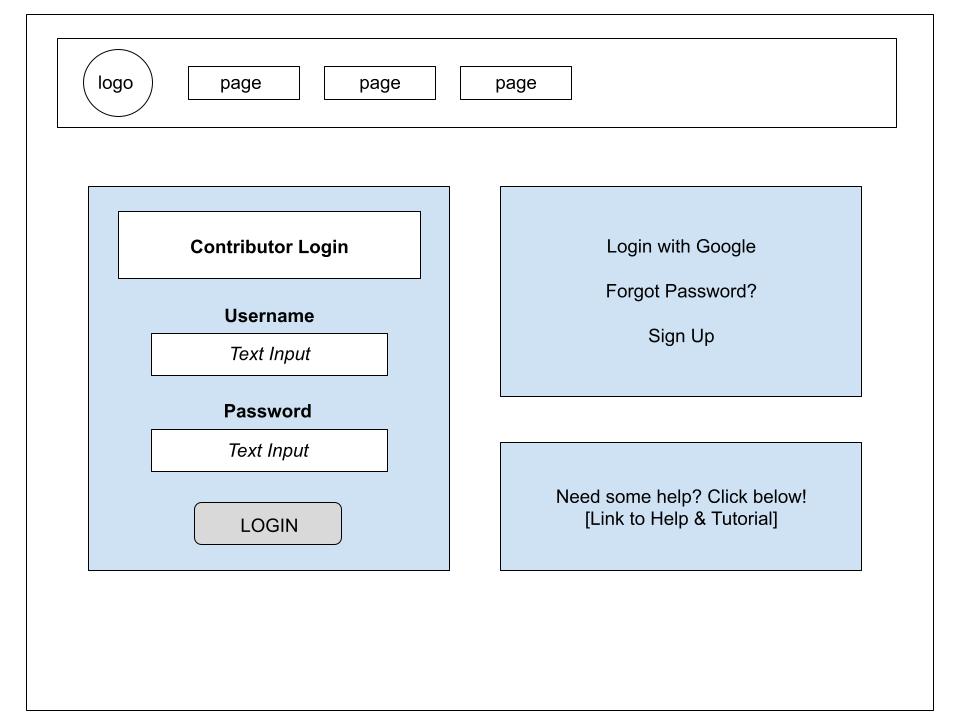 logo
page
page
page
Contributor Login
Username
Text Input
Password
Text Input
LOGIN
Login with Google
Forgot Password?
Sign Up
Need some help? Click below!
[Link to Help & Tutorial]